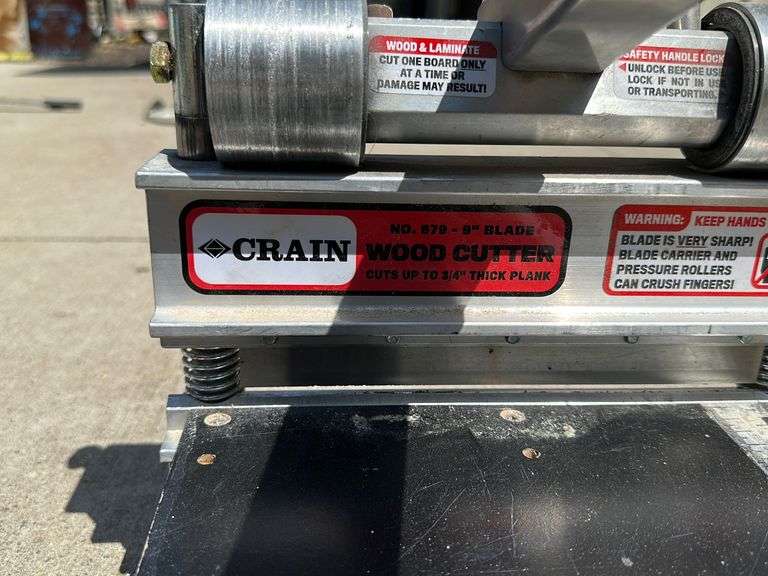 WOOD & LAMINATE
CUT ONE BOARD ONLY
AT A TIME OR
DAMAGE MAY RESULT!
SAFETY HANDLE LOCK
UNLOCK BEFORE USE
LOCK IF NOT IN USE
OR TRANSPORTING.
CRAIN
NO. 679 - 9" BLADE
WOOD CUTTER
CUTS UP TO 3/4" THICK PLANK
WARNING: KEEP HANDS
BLADE IS VERY SHARP!
BLADE CARRIER AND
PRESSURE ROLLERS
CAN CRUSH FINGERS!